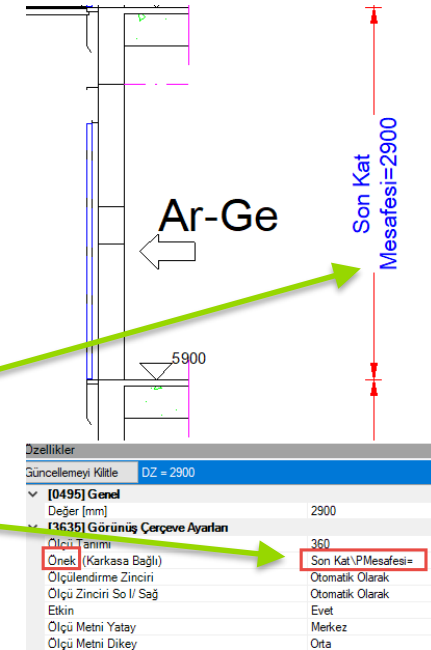 Son Kat
Mesafesi=2900
Ar-Ge
5900
Özellikler
Güncellemeyi Kilitle DZ = 2900
[0495] Genel
Değer [mm] 2900
[3635] Görünüş Çerçeve Ayarları
Ölçü Tanımı 360
Önek (Karkasa Bağlı) Son Kat\PMesafesi=
Ölçülendirme Zinciri Otomatik Olarak
Ölçü Zinciri So l/ Sağ Otomatik Olarak
Etkin Evet
Ölçü Metni Yatay Merkez
Ölçü Metni Dikey Orta